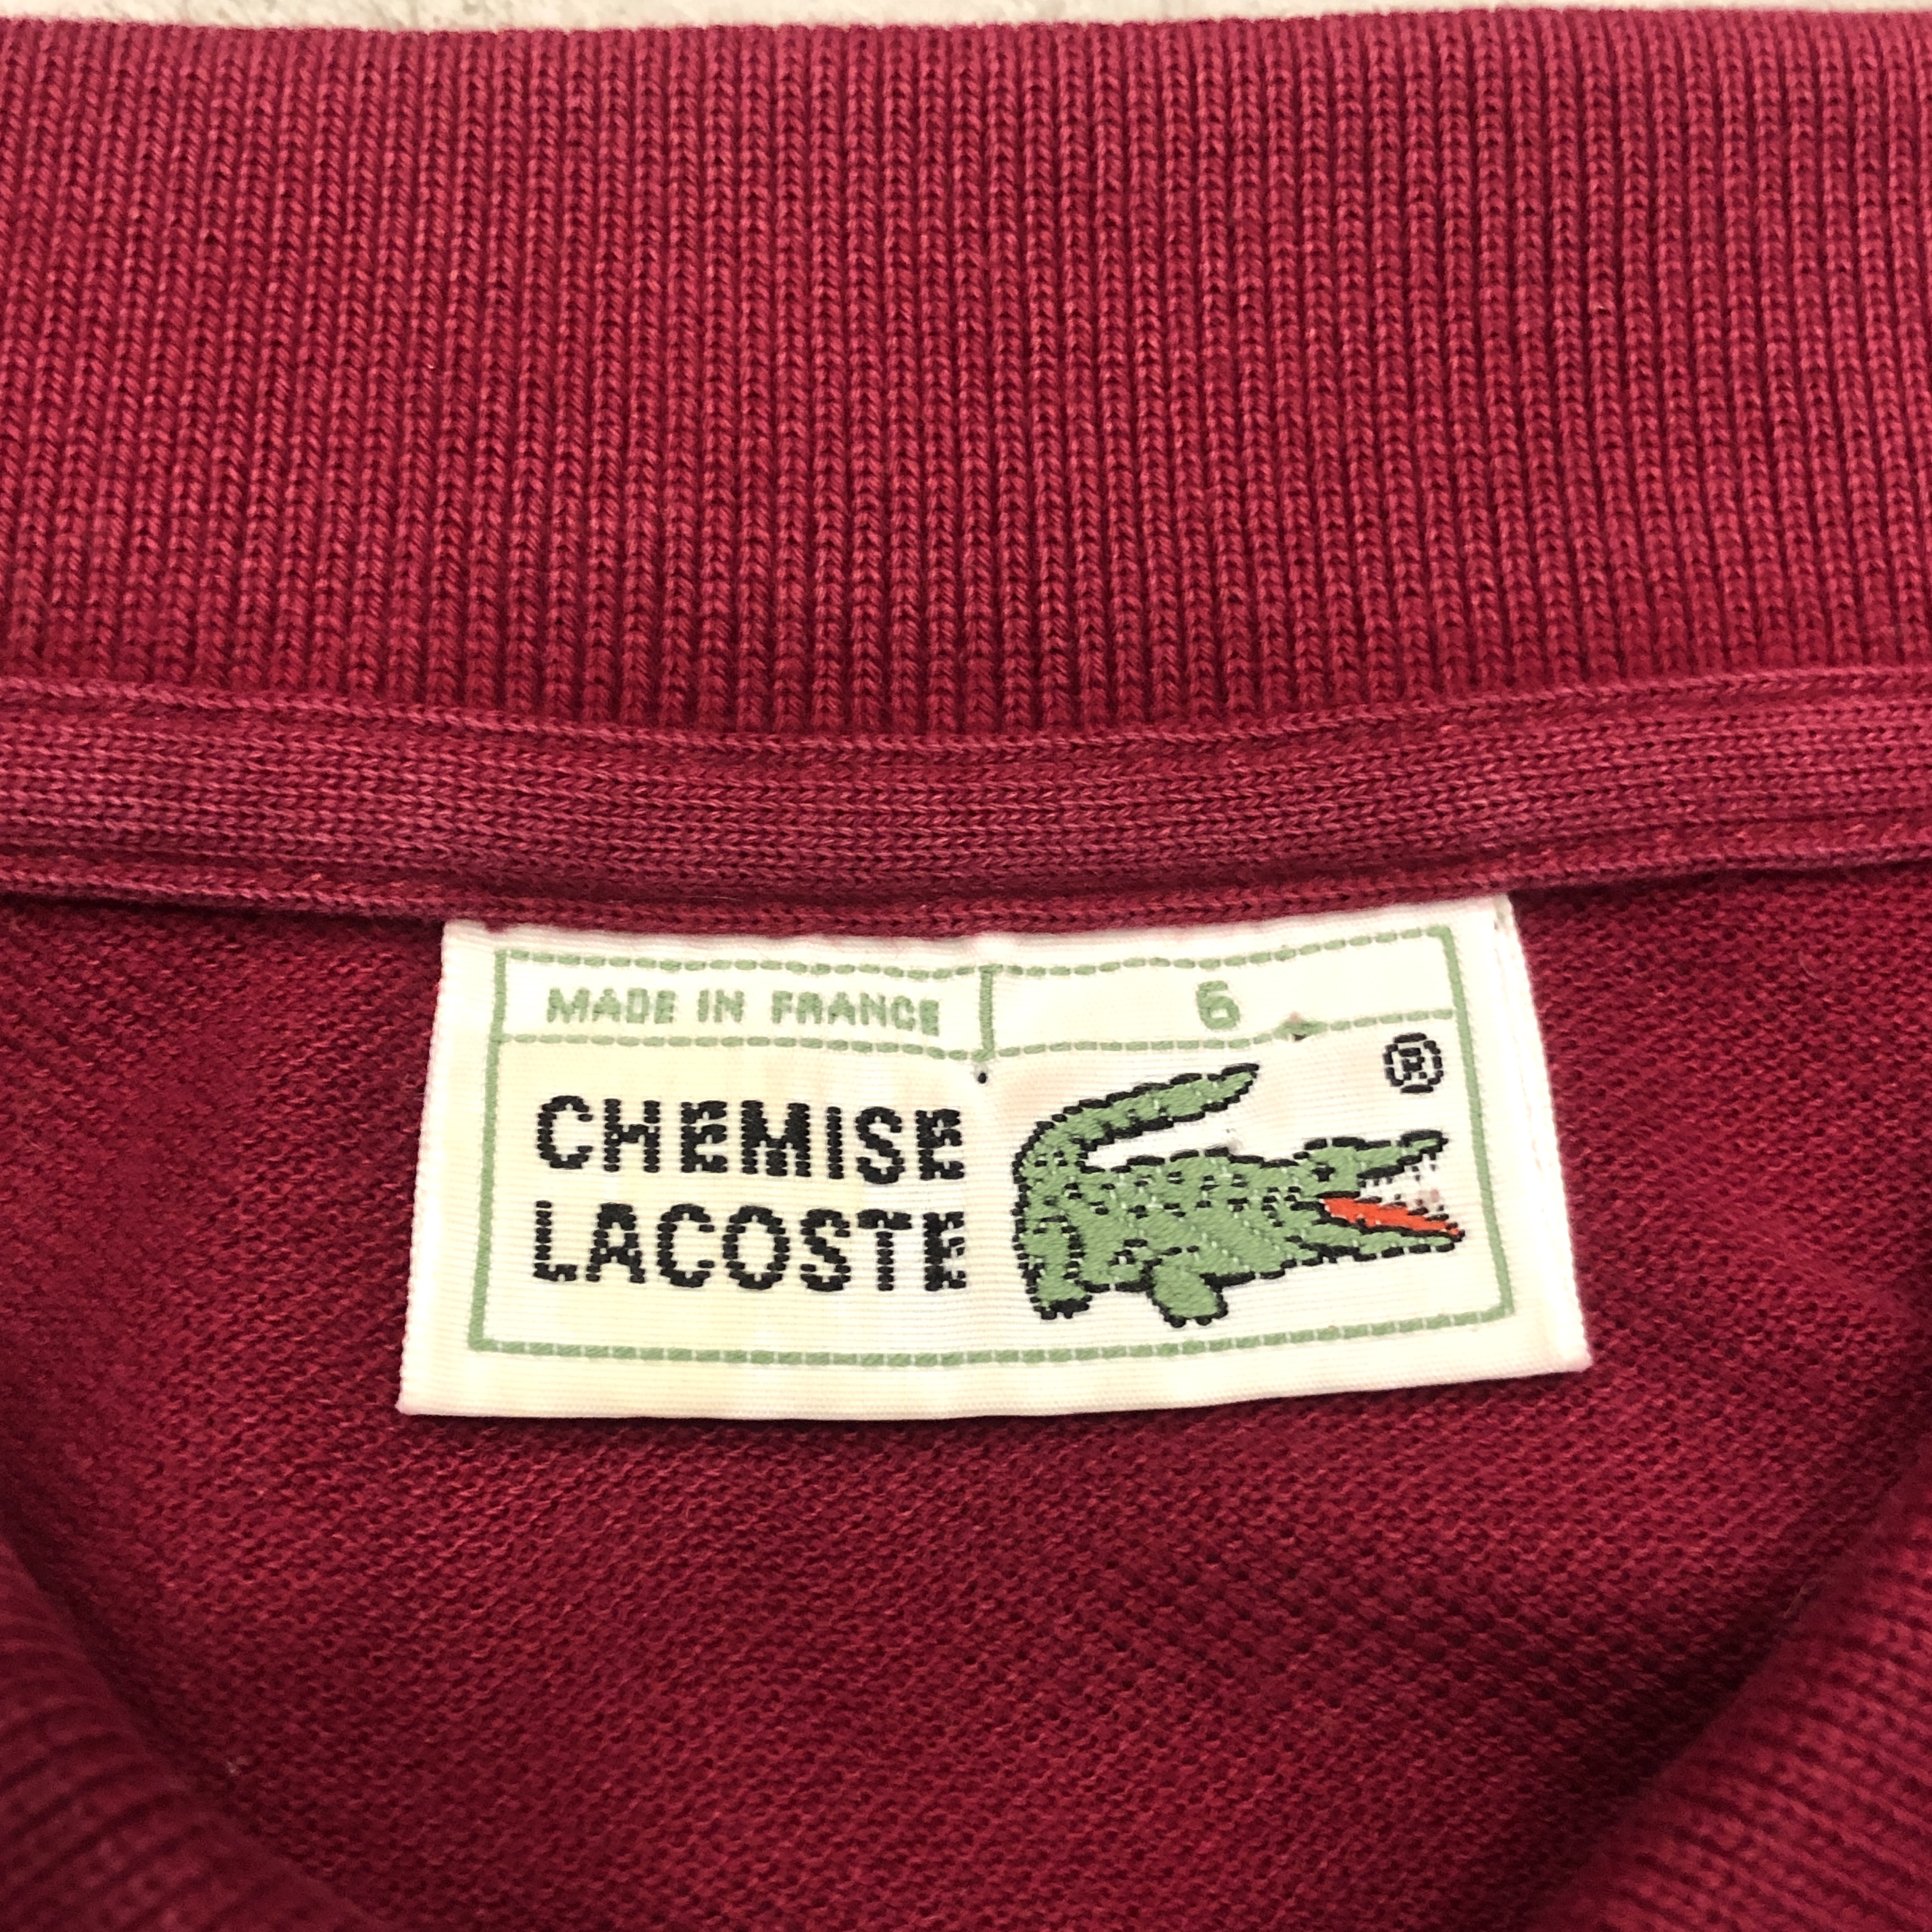 MADE IN FRANCE 6
®
CHEMISE
LACOSTE